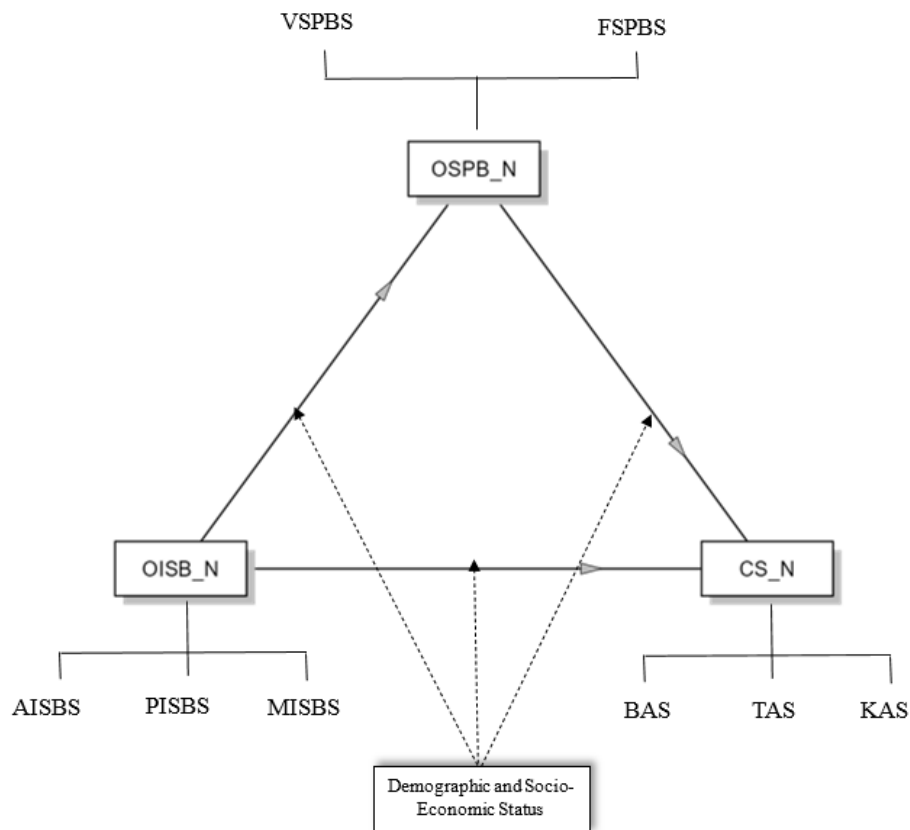 VSPBS
FSPBS
OSPB_N
OISB_N
CS_N
AISBS
PISBS
MISBS
BAS
TAS
KAS
Demographic and Socio-
Economic Status